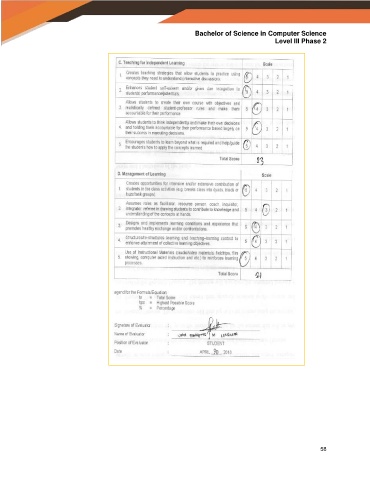 Bachelor of Science in Computer Science
Level III Phase 2
C. Teaching for Independent Learning Scale
1. Creates teaching strategies that allow students to practice using 5 4 3 2 1
concepts they need to understand (interactive discussion).
2. Enhances student self-esteem and/or gives due recognition to 5 4 3 2 1
students' performance/potentials.
Allows students to create their own course with objectives and
3. realistically defined student-professor rules and make them 5 4 3 2 1
accountable for their performance.
Allows students to think independently and make their own decisions
4. and holding them accountable for their performance based largely on 5 4 3 2 1
their success in executing decisions.
5. Encourages students to learn beyond what is required and help/guide 5 4 3 2 1
the students how to apply the concepts learned
Total Score 23
D. Management of Learning Scale
Creates opportunities for intensive and/or extensive contribution of
1. students in the class activities (e.g. breaks class into dyads, triads or 5 4 3 2 1
buzz/task groups).
Assumes roles as facilitator, resource person, coach, inquisitor,
2. integrator, referee in drawing students to contribute to knowledge and 5 4 3 2 1
understanding of the concepts at hands.
3. Designs and implements learning conditions and experience that 5 4 3 2 1
promotes healthy exchange and/or confrontations.
4. Structures/re-structures learning and teaching-learning context to 5 4 3 2 1
enhance attainment of collective learning objectives.
Use of Instructional Materials (audio/video materials, fieldtrips, film
5. showing, computer aided instruction and etc.) to reinforces learning 5 4 3 2 1
processes.
Total Score 21
= Total Score
= Highest Possible Score
% = Percentage
Signature of Evaluator :
Name of Evaluator :
Position of Evaluator : STUDENT
Date : APRIL 2018
58